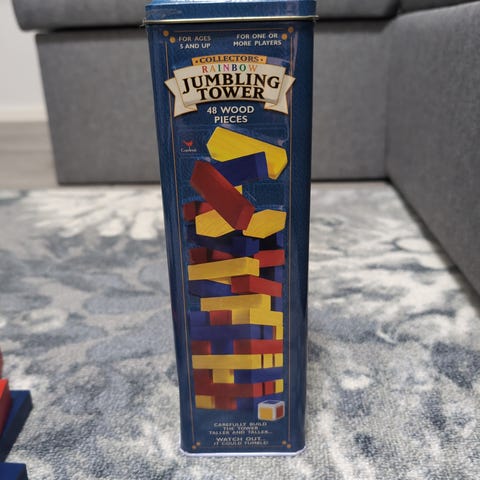 FOR AGES
5 AND UP
FOR ONE OR
MORE PLAYERS
COLLECTORS
RAINBOW
JUMBLING
TOWER
48 WOOD
PIECES
Cardinal
CAREFULLY BUILD
THE TOWER
TALLER AND TALLER...
WATCH OUT...
IT COULD TUMBLE!